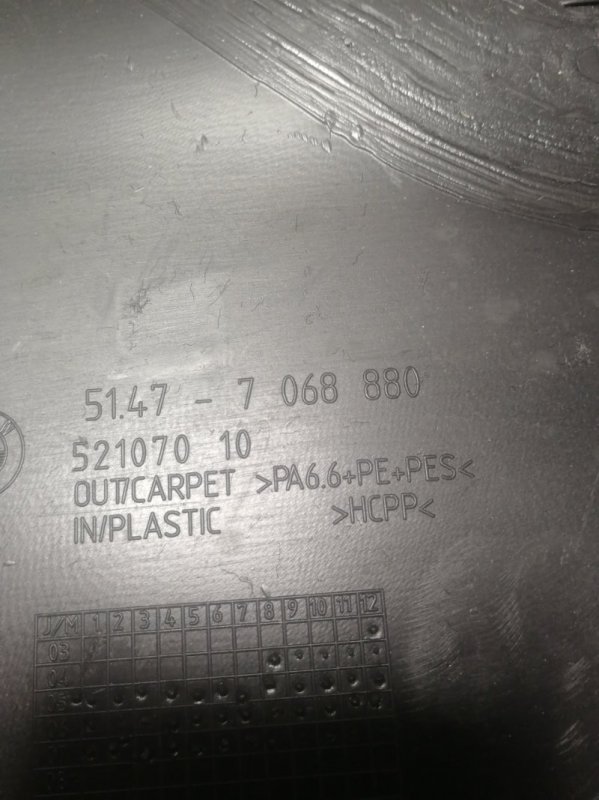 51.47 - 7 068 880
521070 10
OUT/CARPET >PA6.6+PE+PES<
IN/PLASTIC >HCPP<
J/M 1 2 3 4 5 6 7 8 9 10 11 12
03
04
05